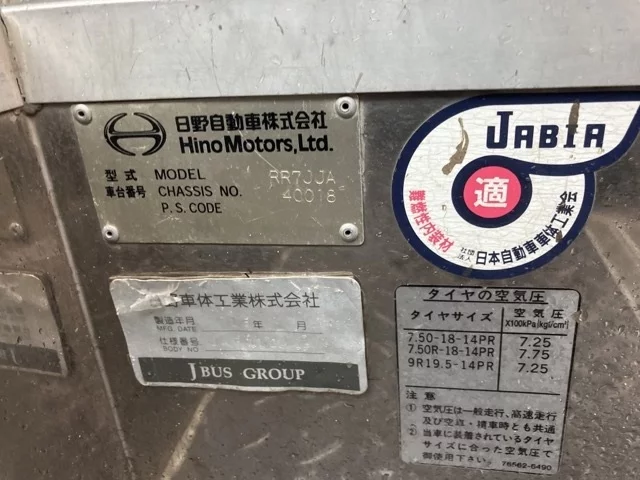 日野自動車株式会社
Hino Motors, Ltd.
型式 MODEL RR7JJA
車台番号 CHASSIS NO. 40018
P.S.CODE
JABIA
適
難燃性内装材
社団法人 日本自動車車体工業会
日野車体工業株式会社
製造年月 MFG. DATE 年 月
仕様番号 BODY NO.
J BUS GROUP
タイヤの空気圧
タイヤサイズ 空気圧 X100kPa{kgf/cm²}
7.50-18-14PR 7.25
7.50R-18-14PR 7.75
9R19.5-14PR 7.25
注意
① 空気圧は一般走行、高速走行
及び空車・積車時とも共通
② 当車に装着されているタイヤ
サイズに合った空気圧で
御使用下さい。 76562-6490